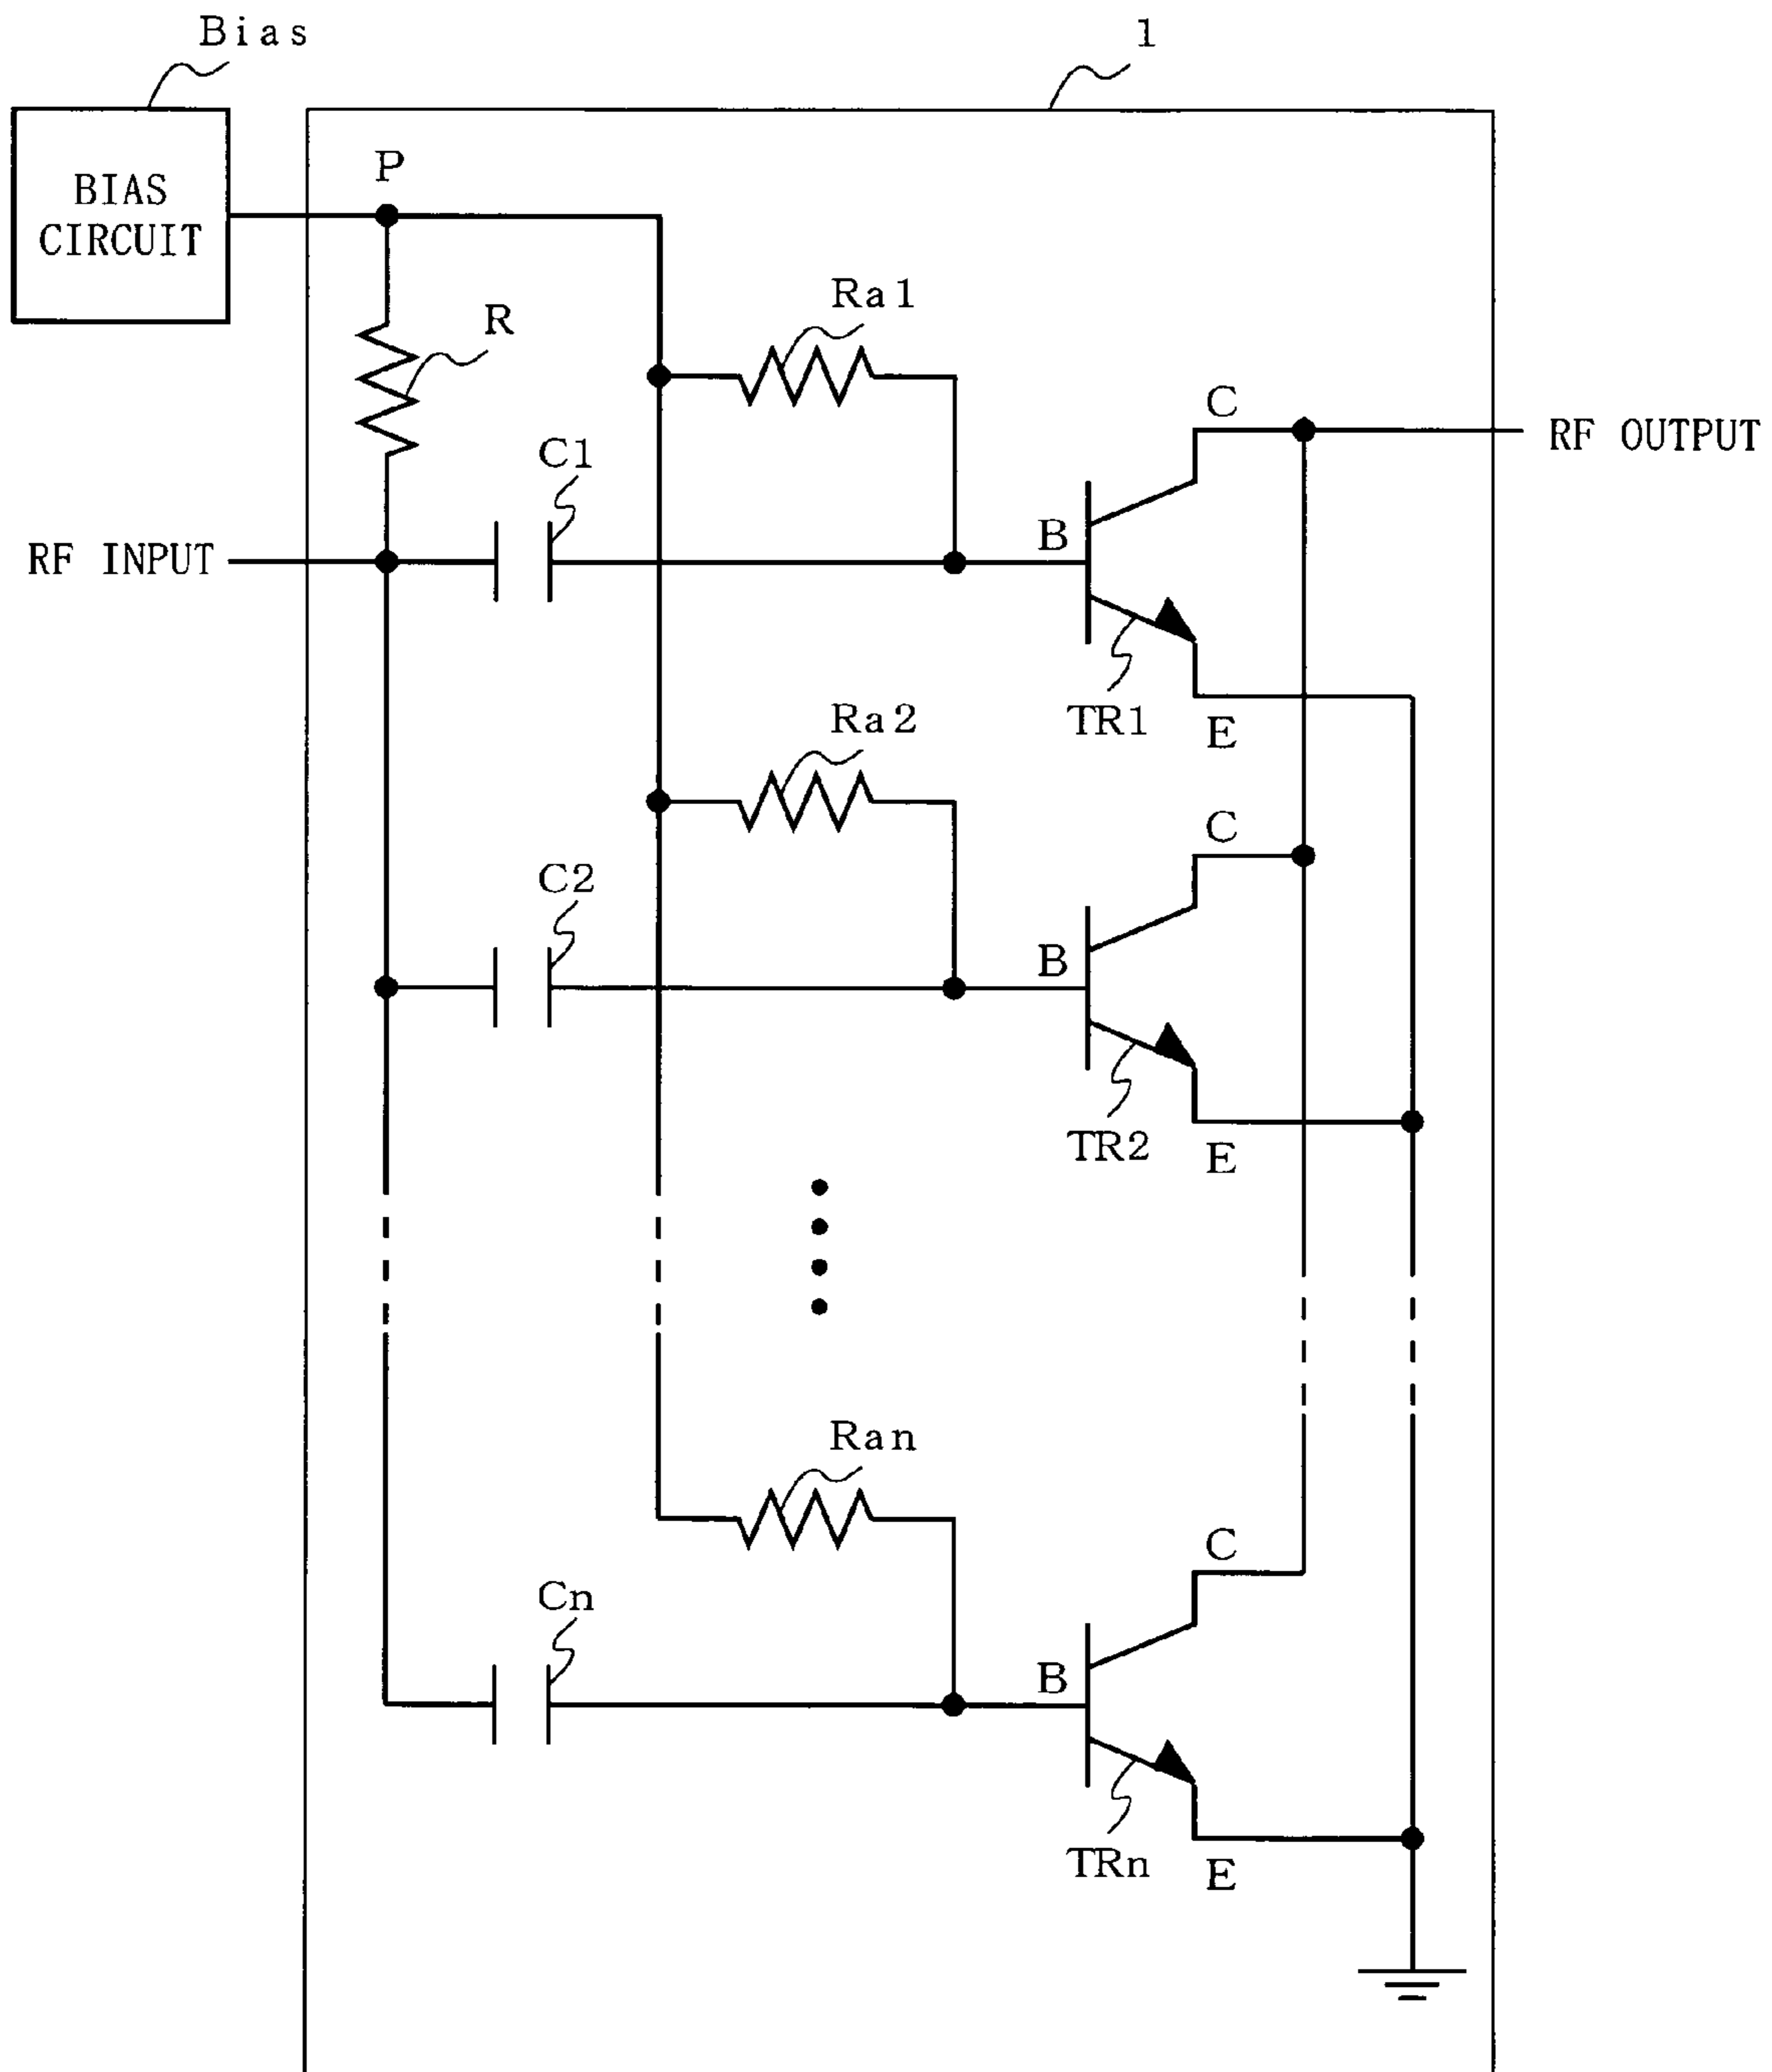 Bias
1
BIAS
CIRCUIT
P
R
Ra1
C1
C
RF OUTPUT
RF INPUT
B
TR1
E
Ra2
C
C2
B
TR2
E
Ran
C
Cn
B
TRn
E